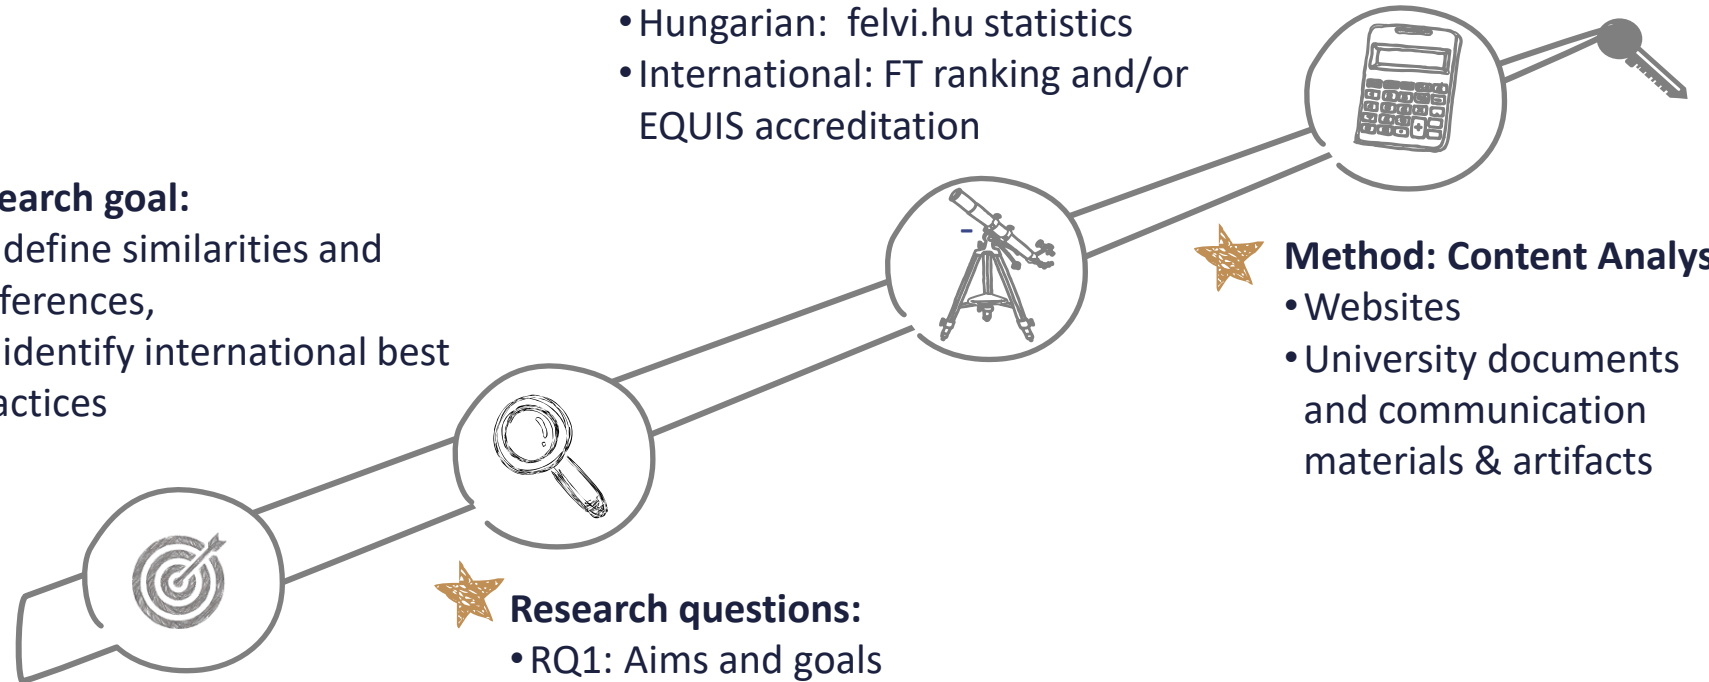 • Hungarian: felvi.hu statistics
• International: FT ranking and/or
EQUIS accreditation
earch goal:
define similarities and
ferences,
identify international best
actices
Method: Content Analys
• Websites
• University documents
and communication
materials & artifacts
Research questions:
• RQ1: Aims and goals